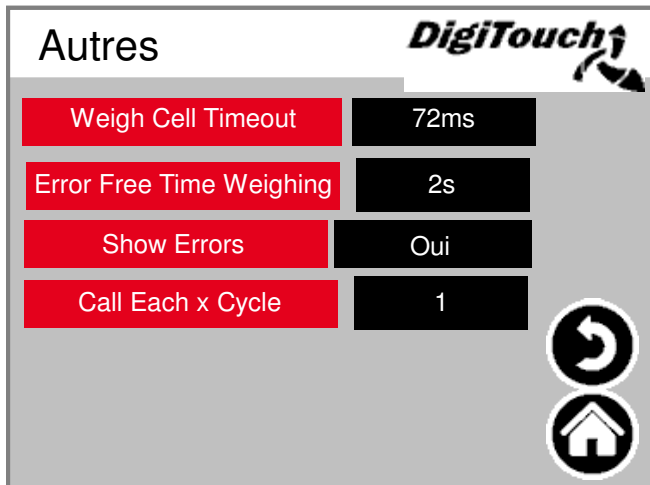 Autres
DigiTouch
Weigh Cell Timeout 72ms
Error Free Time Weighing 2s
Show Errors Oui
Call Each x Cycle 1